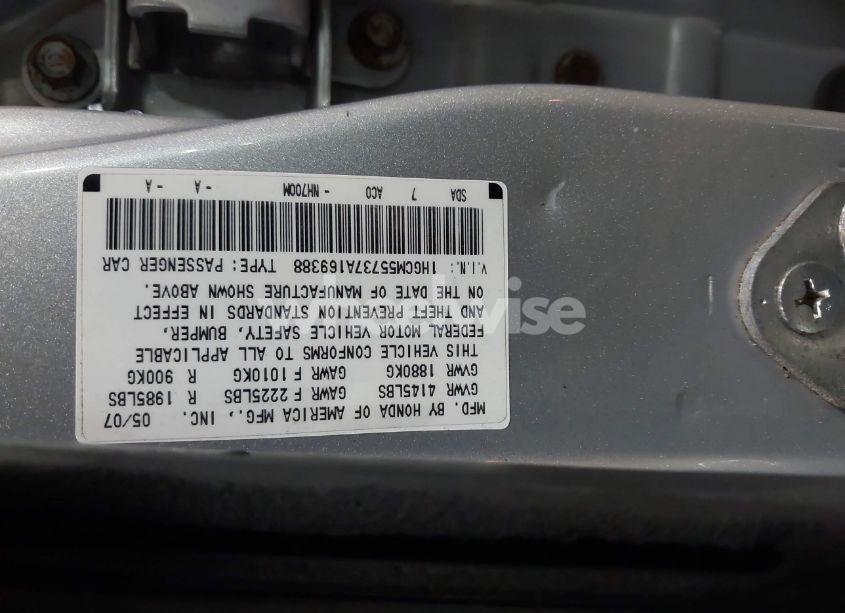 MFD. BY HONDA OF AMERICA MFG., INC. 05/07
GVWR 4145LBS GAWR F 2225LBS R 1985LBS
GVWR 1880KG GAWR F 1010KG R 900KG
THIS VEHICLE CONFORMS TO ALL APPLICABLE
FEDERAL MOTOR VEHICLE SAFETY, BUMPER,
AND THEFT PREVENTION STANDARDS IN EFFECT
ON THE DATE OF MANUFACTURE SHOWN ABOVE.
V.I.N.: 1HGCM55737A169388 TYPE: PASSENGER CAR
SDA 7 AC0 - NH700M -A -A